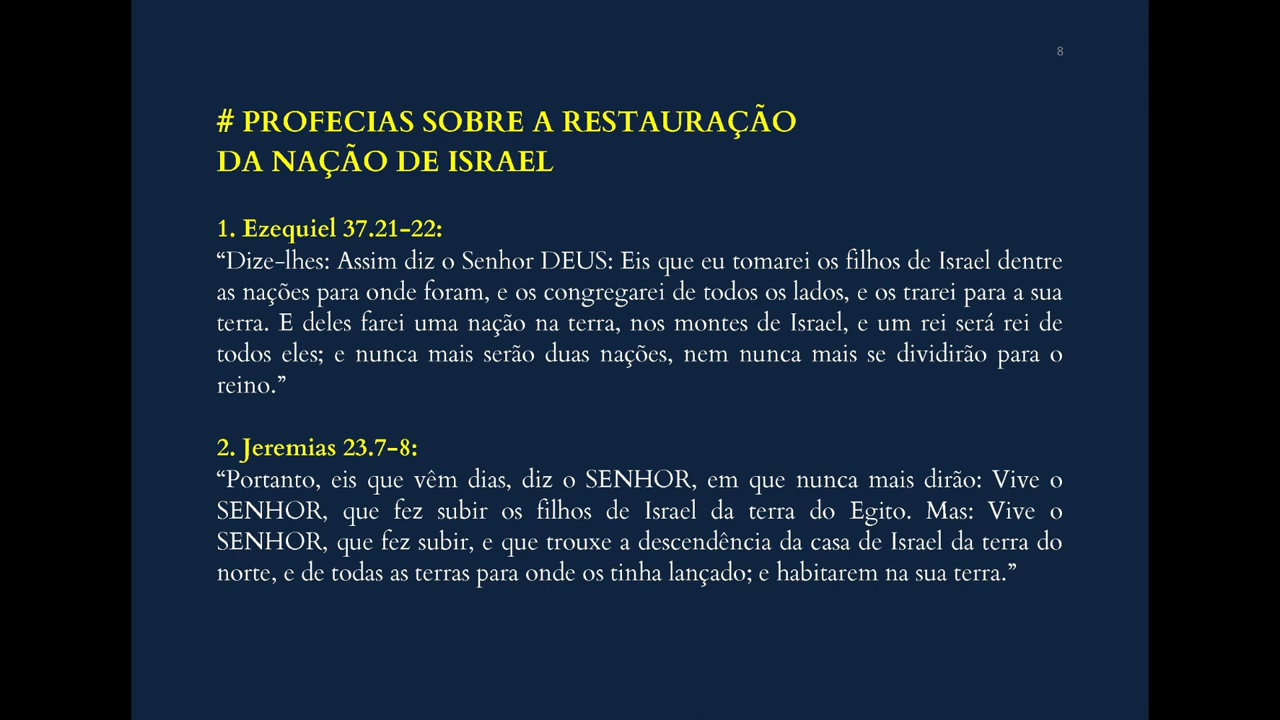 8
# PROFECIAS SOBRE A RESTAURAÇÃO
DA NAÇÃO DE ISRAEL
1. Ezequiel 37.21-22:
“Dize-lhes: Assim diz o Senhor DEUS: Eis que eu tomarei os filhos de Israel dentre
as nações para onde foram, e os congregarei de todos os lados, e os trarei para a sua
terra. E deles farei uma nação na terra, nos montes de Israel, e um rei será rei de
todos eles; e nunca mais serão duas nações, nem nunca mais se dividirão para o
reino.”
2. Jeremias 23.7-8:
“Portanto, eis que vêm dias, diz o SENHOR, em que nunca mais dirão: Vive o
SENHOR, que fez subir os filhos de Israel da terra do Egito. Mas: Vive o
SENHOR, que fez subir, e que trouxe a descendência da casa de Israel da terra do
norte, e de todas as terras para onde os tinha lançado; e habitarem na sua terra.”